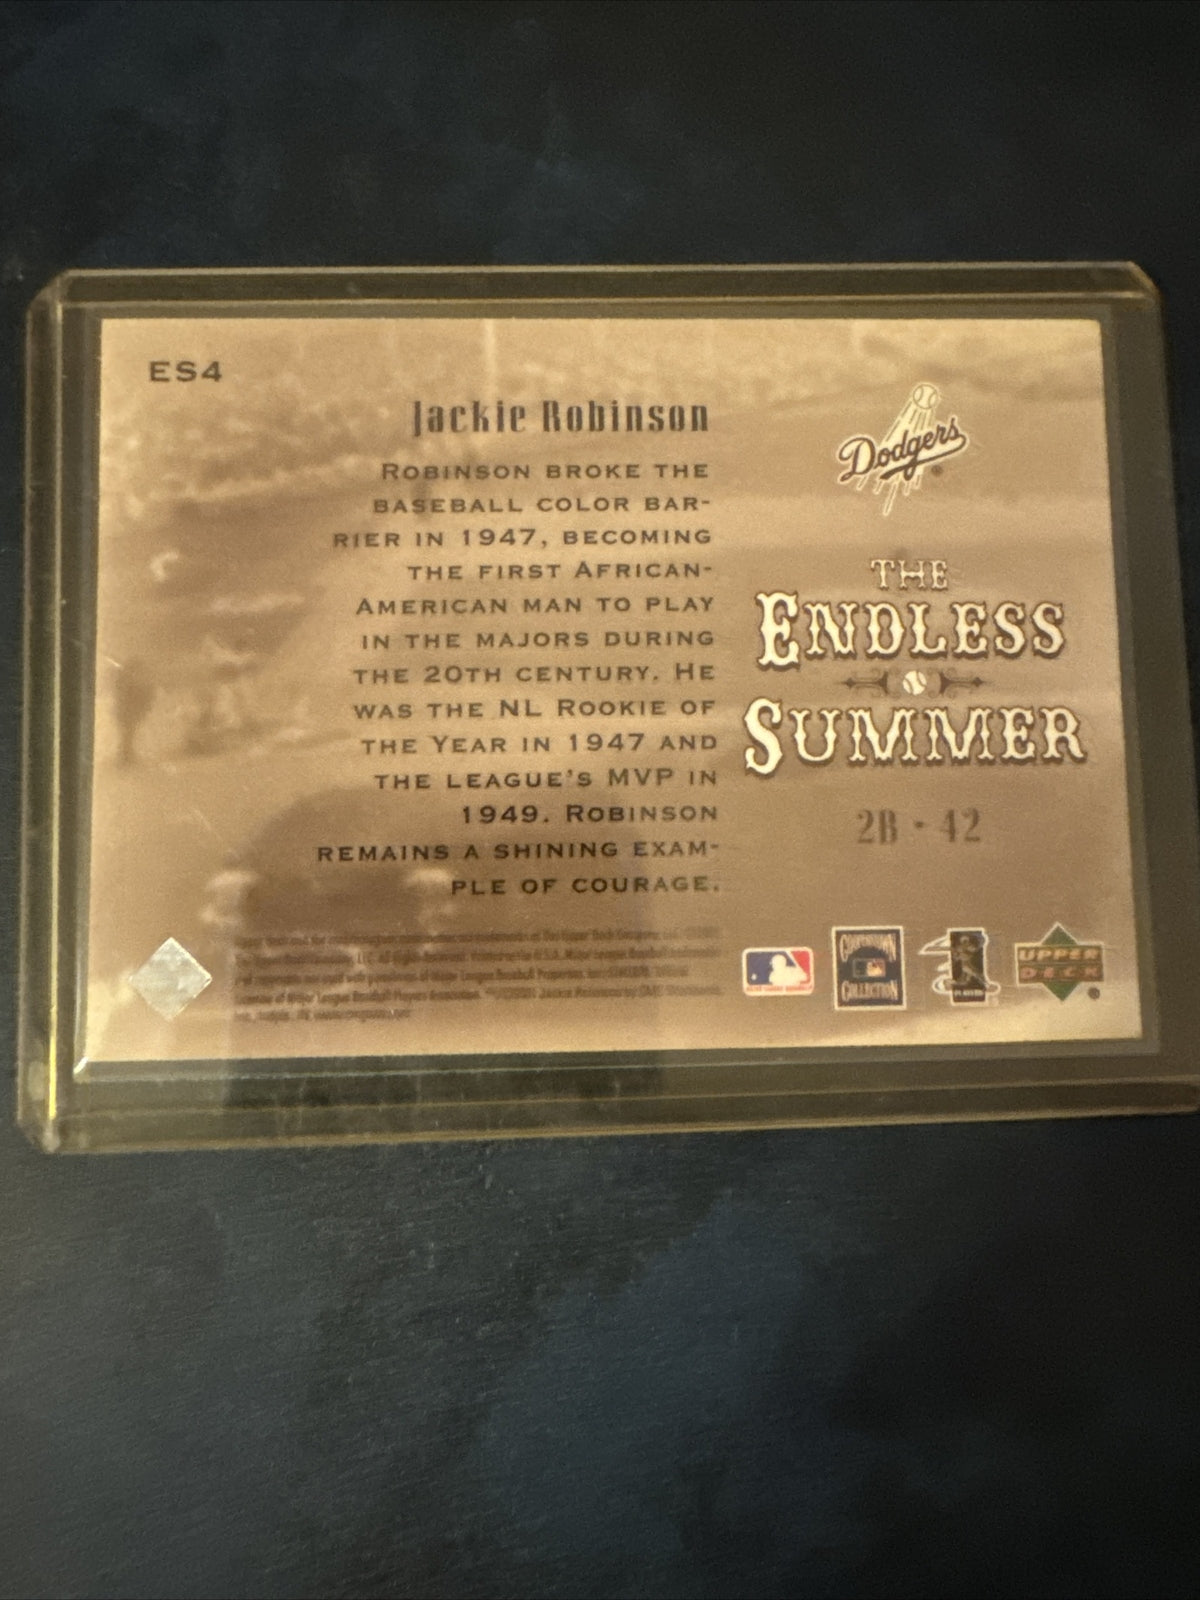 ES4
Jackie Robinson
Robinson broke the
baseball color bar-
rier in 1947, becoming
the first African-
American man to play
in the majors during
the 20th century. He
was the NL Rookie of
the Year in 1947 and
the league's MVP in
1949. Robinson
remains a shining exam-
ple of courage.
Dodgers ®
The
Endless
Summer
2B • 42
Cooperstown
Collection
UPPER
DECK ®